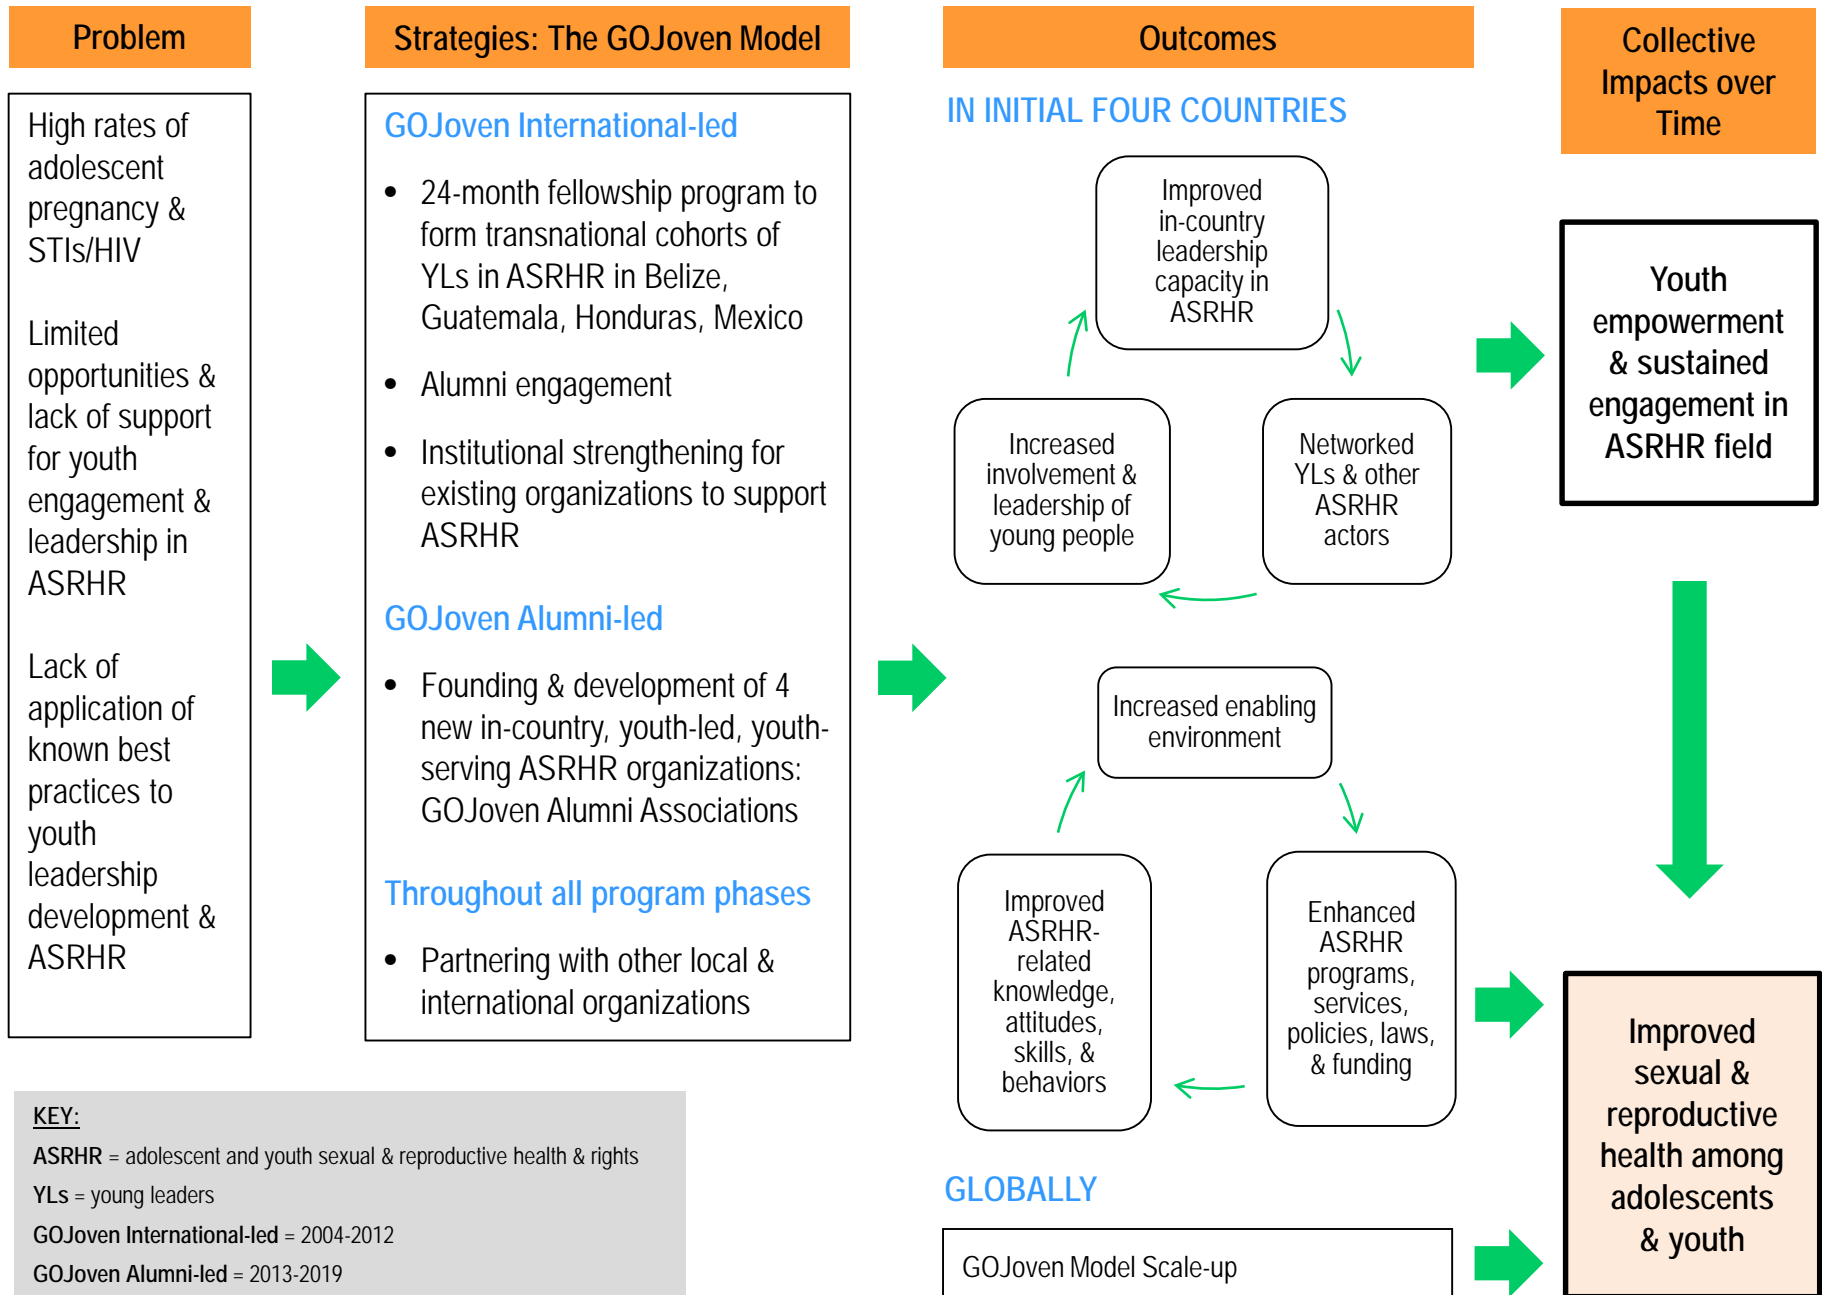 Problem
High rates of
adolescent
pregnancy &
STIs/HIV
Limited
opportunities &
lack of support
for youth
engagement &
leadership in
ASRHR
Lack of
application of
known best
practices to
youth
leadership
development &
ASRHR
Strategies: The GOJoven Model
GOJoven International-led
• 24-month fellowship program to
form transnational cohorts of
YLs in ASRHR in Belize,
Guatemala, Honduras, Mexico
• Alumni engagement
• Institutional strengthening for
existing organizations to support
ASRHR
GOJoven Alumni-led
• Founding & development of 4
new in-country, youth-led, youth-
serving ASRHR organizations:
GOJoven Alumni Associations
Throughout all program phases
• Partnering with other local &
international organizations
Outcomes
IN INITIAL FOUR COUNTRIES
Improved
in-country
leadership
capacity in
ASRHR
Increased
involvement &
leadership of
young people
Networked
YLs & other
ASRHR
actors
Increased enabling
environment
Improved
ASRHR-
related
knowledge,
attitudes,
skills, &
behaviors
Enhanced
ASRHR
programs,
services,
policies, laws,
& funding
GLOBALLY
GOJoven Model Scale-up
Collective
Impacts over
Time
Youth
empowerment
& sustained
engagement in
ASRHR field
Improved
sexual &
reproductive
health among
adolescents
& youth
KEY:
ASRHR = adolescent and youth sexual & reproductive health & rights
YLs = young leaders
GOJoven International-led = 2004-2012
GOJoven Alumni-led = 2013-2019